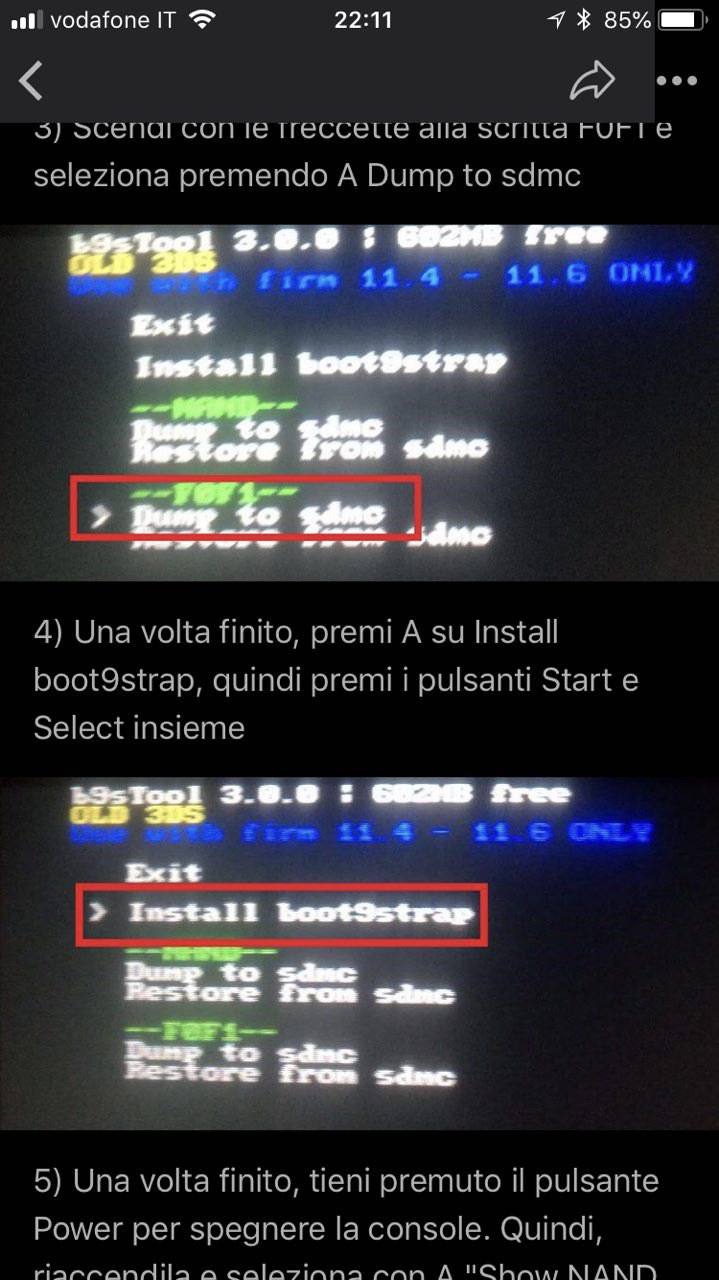 vodafone IT 22:11 85%
3) Scendi con le freccette alla scritta F0F1 e
seleziona premendo A Dump to sdmc
b9sTool 3.0.0 : 602MB free
OLD 3DS
Use with firm 11.4 - 11.6 ONLY
Exit
Install boot9strap
--NAND--
Dump to sdmc
Restore from sdmc
--F0F1--
> Dump to sdmc
Restore from sdmc
4) Una volta finito, premi A su Install
boot9strap, quindi premi i pulsanti Start e
Select insieme
b9sTool 3.0.0 : 602MB free
OLD 3DS
Use with firm 11.4 - 11.6 ONLY
Exit
> Install boot9strap
--NAND--
Dump to sdmc
Restore from sdmc
--F0F1--
Dump to sdmc
Restore from sdmc
5) Una volta finito, tieni premuto il pulsante
Power per spegnere la console. Quindi,
riaccendila e seleziona con A "Show NAND